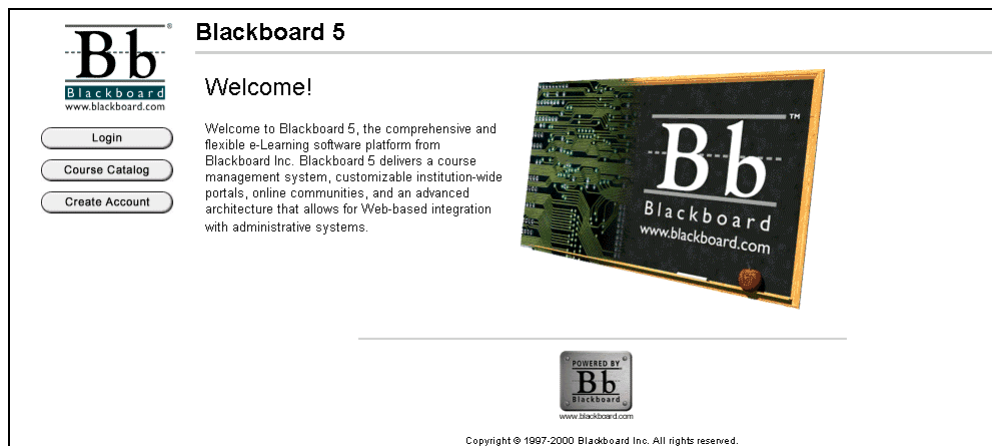 Blackboard 5
Bb®
Blackboard
www.blackboard.com
Login
Course Catalog
Create Account
Welcome!
Welcome to Blackboard 5, the comprehensive and
flexible e-Learning software platform from
Blackboard Inc. Blackboard 5 delivers a course
management system, customizable institution-wide
portals, online communities, and an advanced
architecture that allows for Web-based integration
with administrative systems.
Bb™
Blackboard
www.blackboard.com
POWERED BY
Bb
Blackboard
www.blackboard.com
Copyright © 1997-2000 Blackboard Inc. All rights reserved.